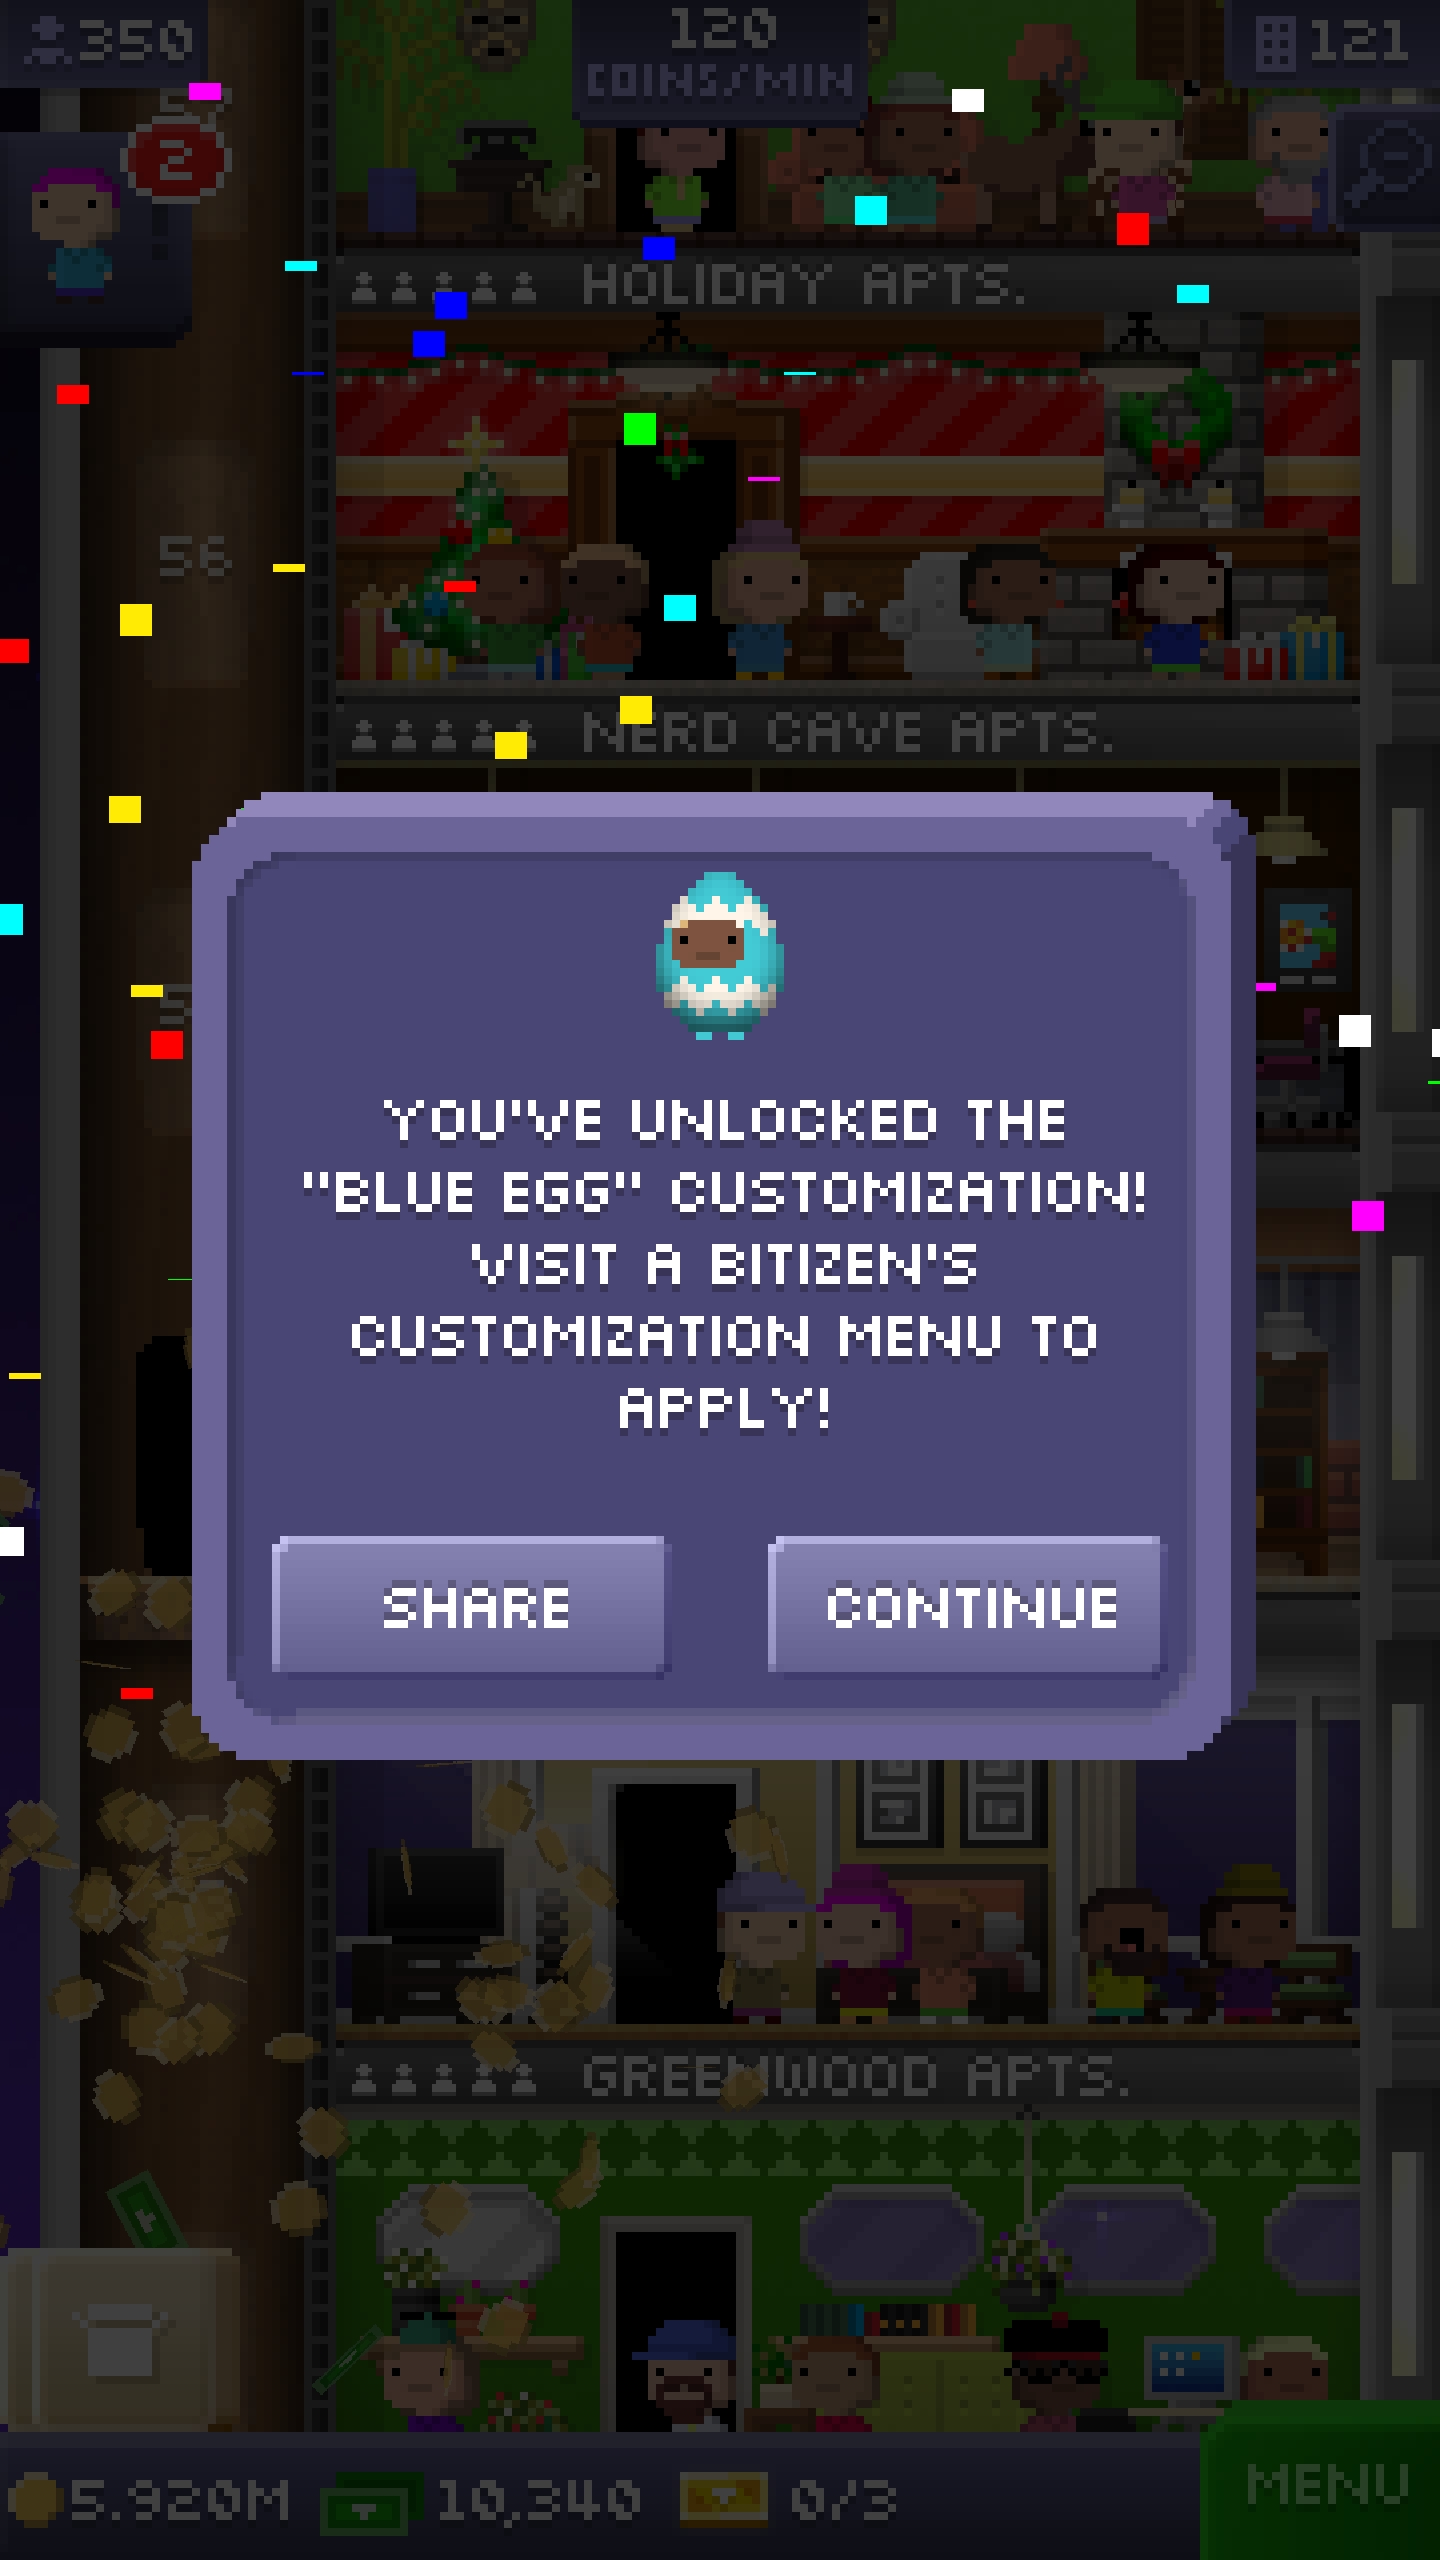 350
120
COINS/MIN
121
2
HOLIDAY APTS.
56
NERD CAVE APTS.
YOU'VE UNLOCKED THE
"BLUE EGG" CUSTOMIZATION!
VISIT A BITIZEN'S
CUSTOMIZATION MENU TO
APPLY!
SHARE
CONTINUE
GREENWOOD APTS.
5.920M
10,340
0/3
MENU